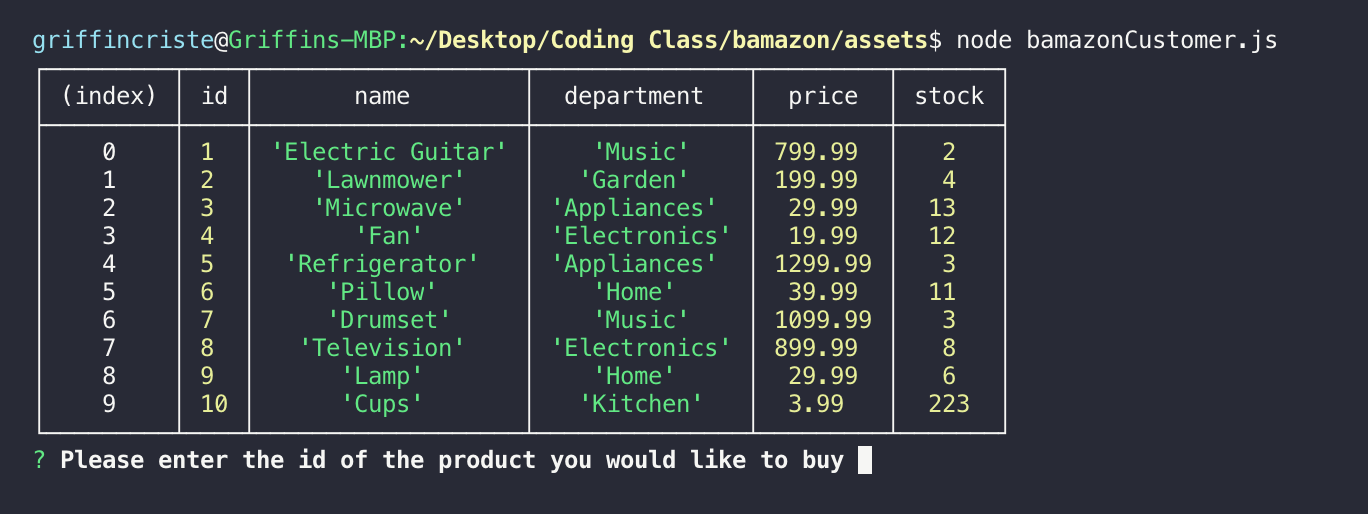 griffincriste@Griffins-MBP:~/Desktop/Coding Class/bamazon/assets$ node bamazonCustomer.js
(index) id name department price stock
0 1 'Electric Guitar' 'Music' 799.99 2
1 2 'Lawnmower' 'Garden' 199.99 4
2 3 'Microwave' 'Appliances' 29.99 13
3 4 'Fan' 'Electronics' 19.99 12
4 5 'Refrigerator' 'Appliances' 1299.99 3
5 6 'Pillow' 'Home' 39.99 11
6 7 'Drumset' 'Music' 1099.99 3
7 8 'Television' 'Electronics' 899.99 8
8 9 'Lamp' 'Home' 29.99 6
9 10 'Cups' 'Kitchen' 3.99 223
? Please enter the id of the product you would like to buy